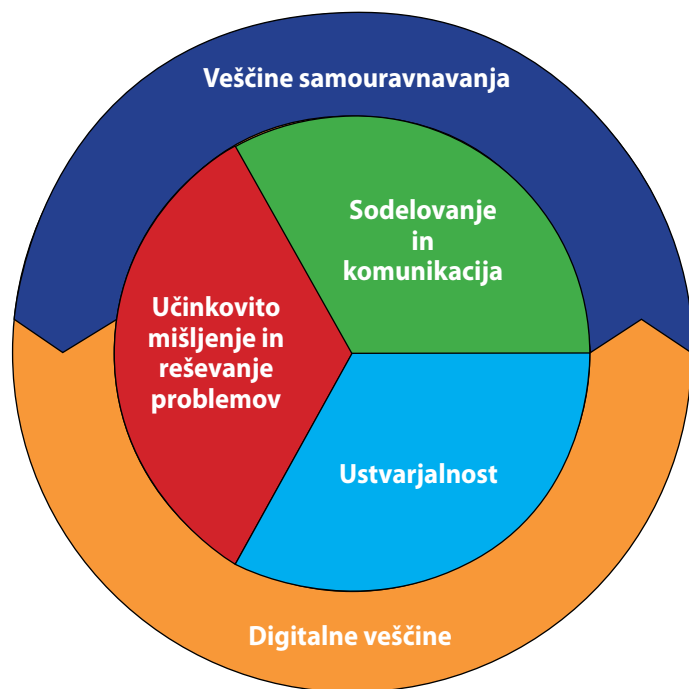 Veščine samouravnavanja
Sodelovanje
in
komunikacija
Učinkovito
mišljenje in
reševanje
problemov
Ustvarjalnost
Digitalne veščine